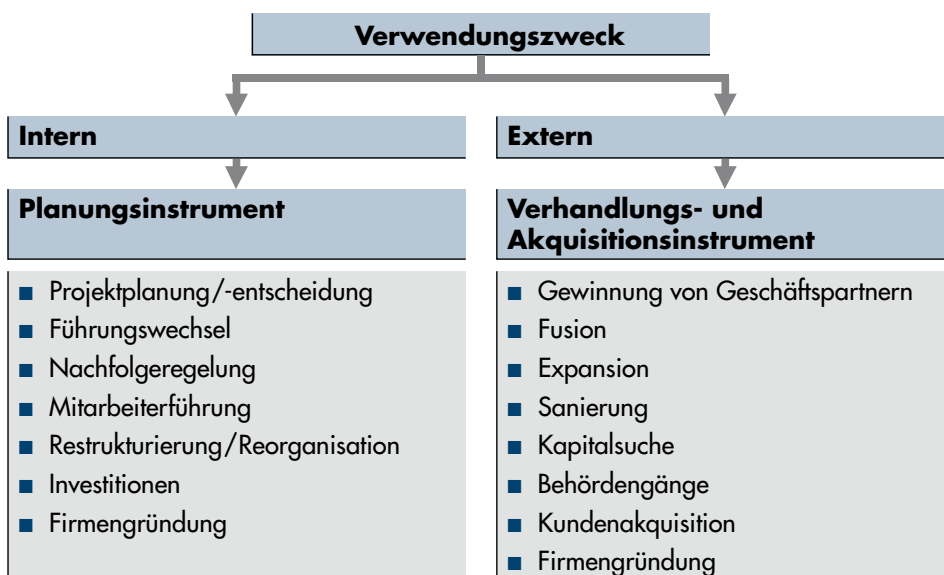 Verwendungszweck
Intern
Planungsinstrument
■ Projektplanung/-entscheidung
■ Führungswechsel
■ Nachfolgeregelung
■ Mitarbeiterführung
■ Restrukturierung/Reorganisation
■ Investitionen
■ Firmengründung
Extern
Verhandlungs- und
Akquisitionsinstrument
■ Gewinnung von Geschäftspartnern
■ Fusion
■ Expansion
■ Sanierung
■ Kapitalsuche
■ Behördengänge
■ Kundenakquisition
■ Firmengründung